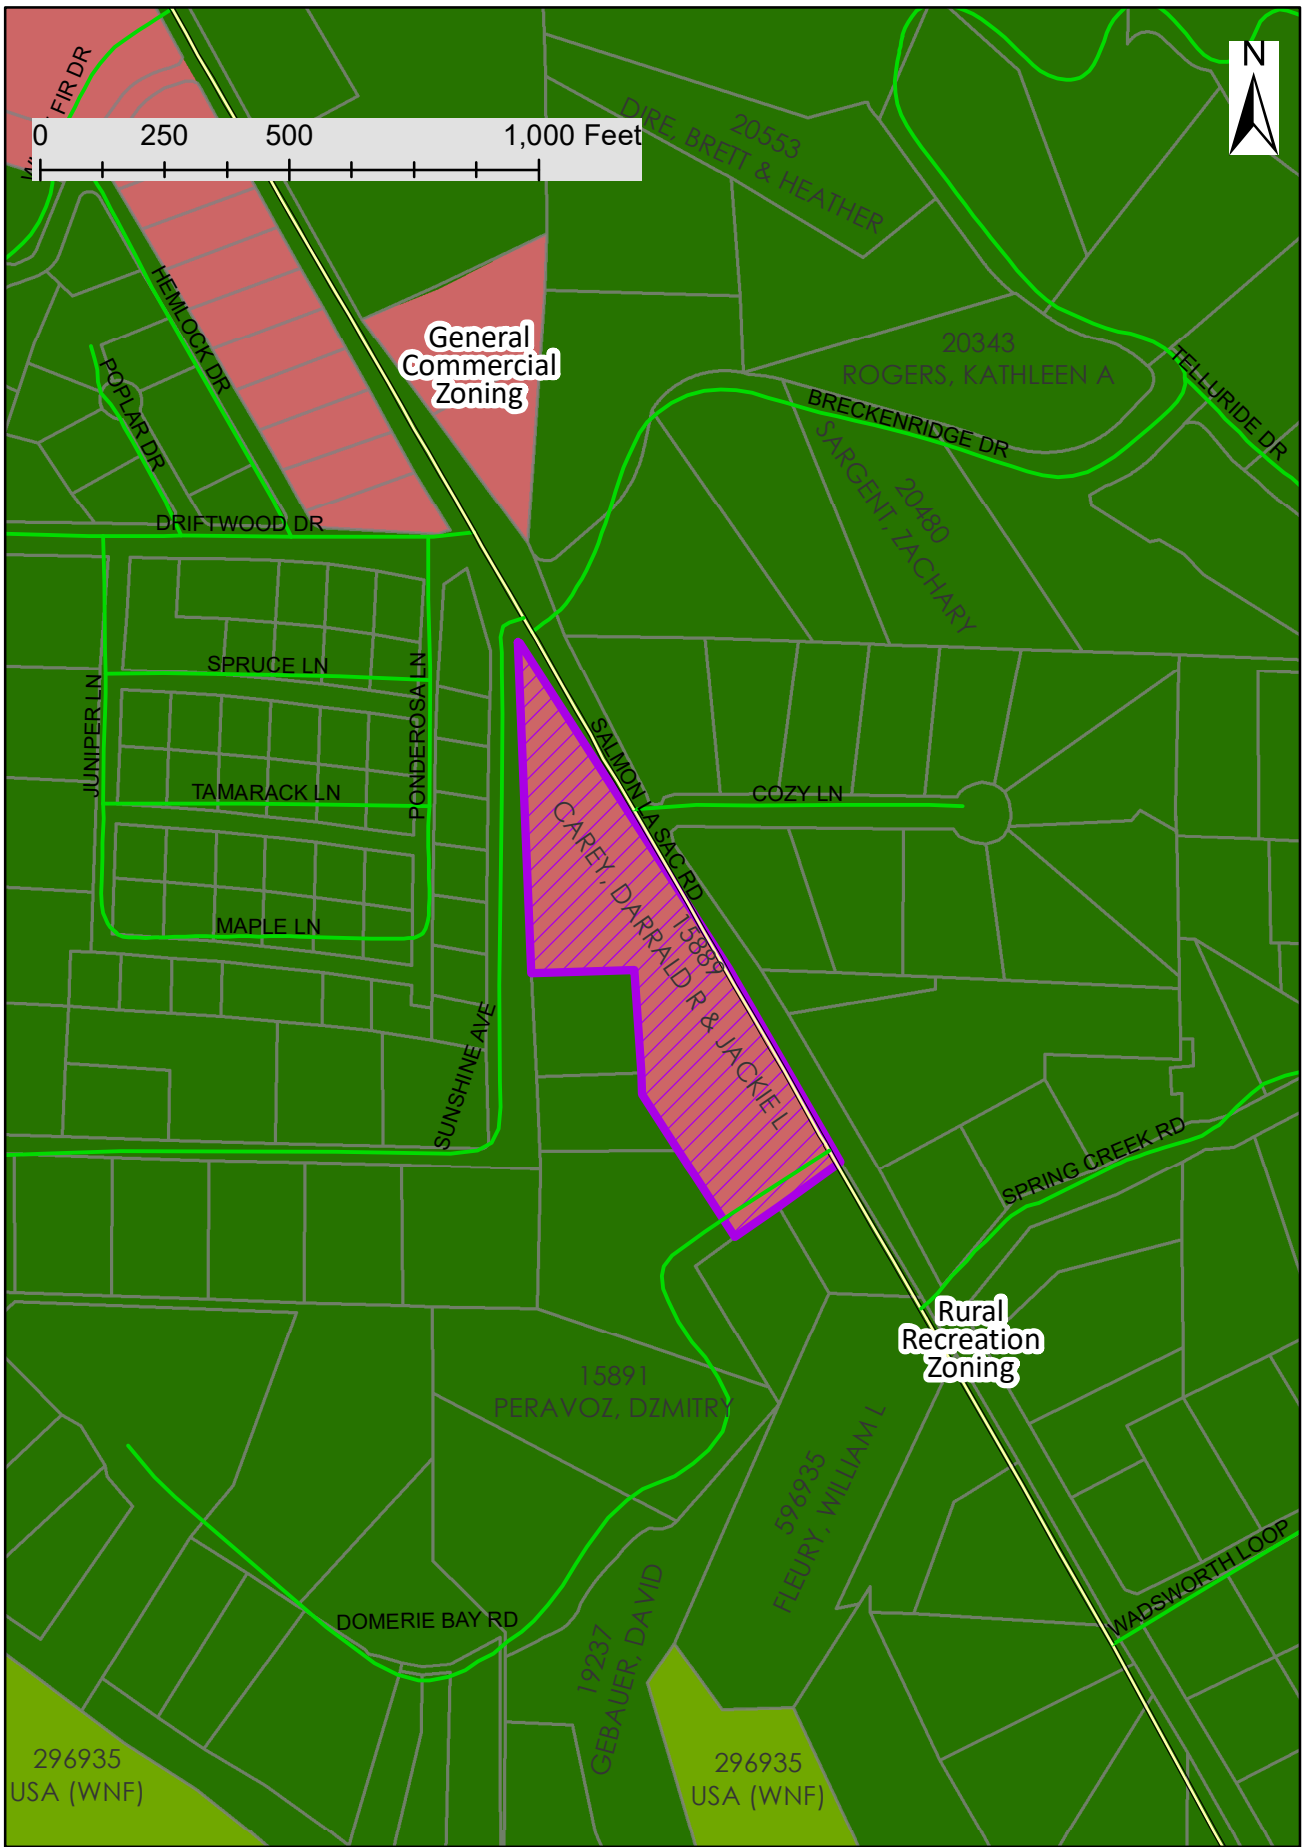 N
FIR DR
0 250 500 1,000 Feet
20553
DIRE, BRETT & HEATHER
HEMLOCK DR
POPLAR DR
General
Commercial
Zoning
20343
ROGERS, KATHLEEN A
TELLURIDE DR
BRECKENRIDGE DR
20480
SARGENT, ZACHARY
DRIFTWOOD DR
SPRUCE LN
JUNIPER LN
PONDEROSA LN
SALMON LA SAC RD
TAMARACK LN
COZY LN
15889
CAREY, DARRALD R & JACKIE L
MAPLE LN
SUNSHINE AVE
SPRING CREEK RD
Rural
Recreation
Zoning
15891
PERAVOZ, DZMITRY
596935
FLEURY, WILLIAM L
WADSWORTH LOOP
DOMERIE BAY RD
19237
GEBAUER, DAVID
296935
USA (WNF)
296935
USA (WNF)